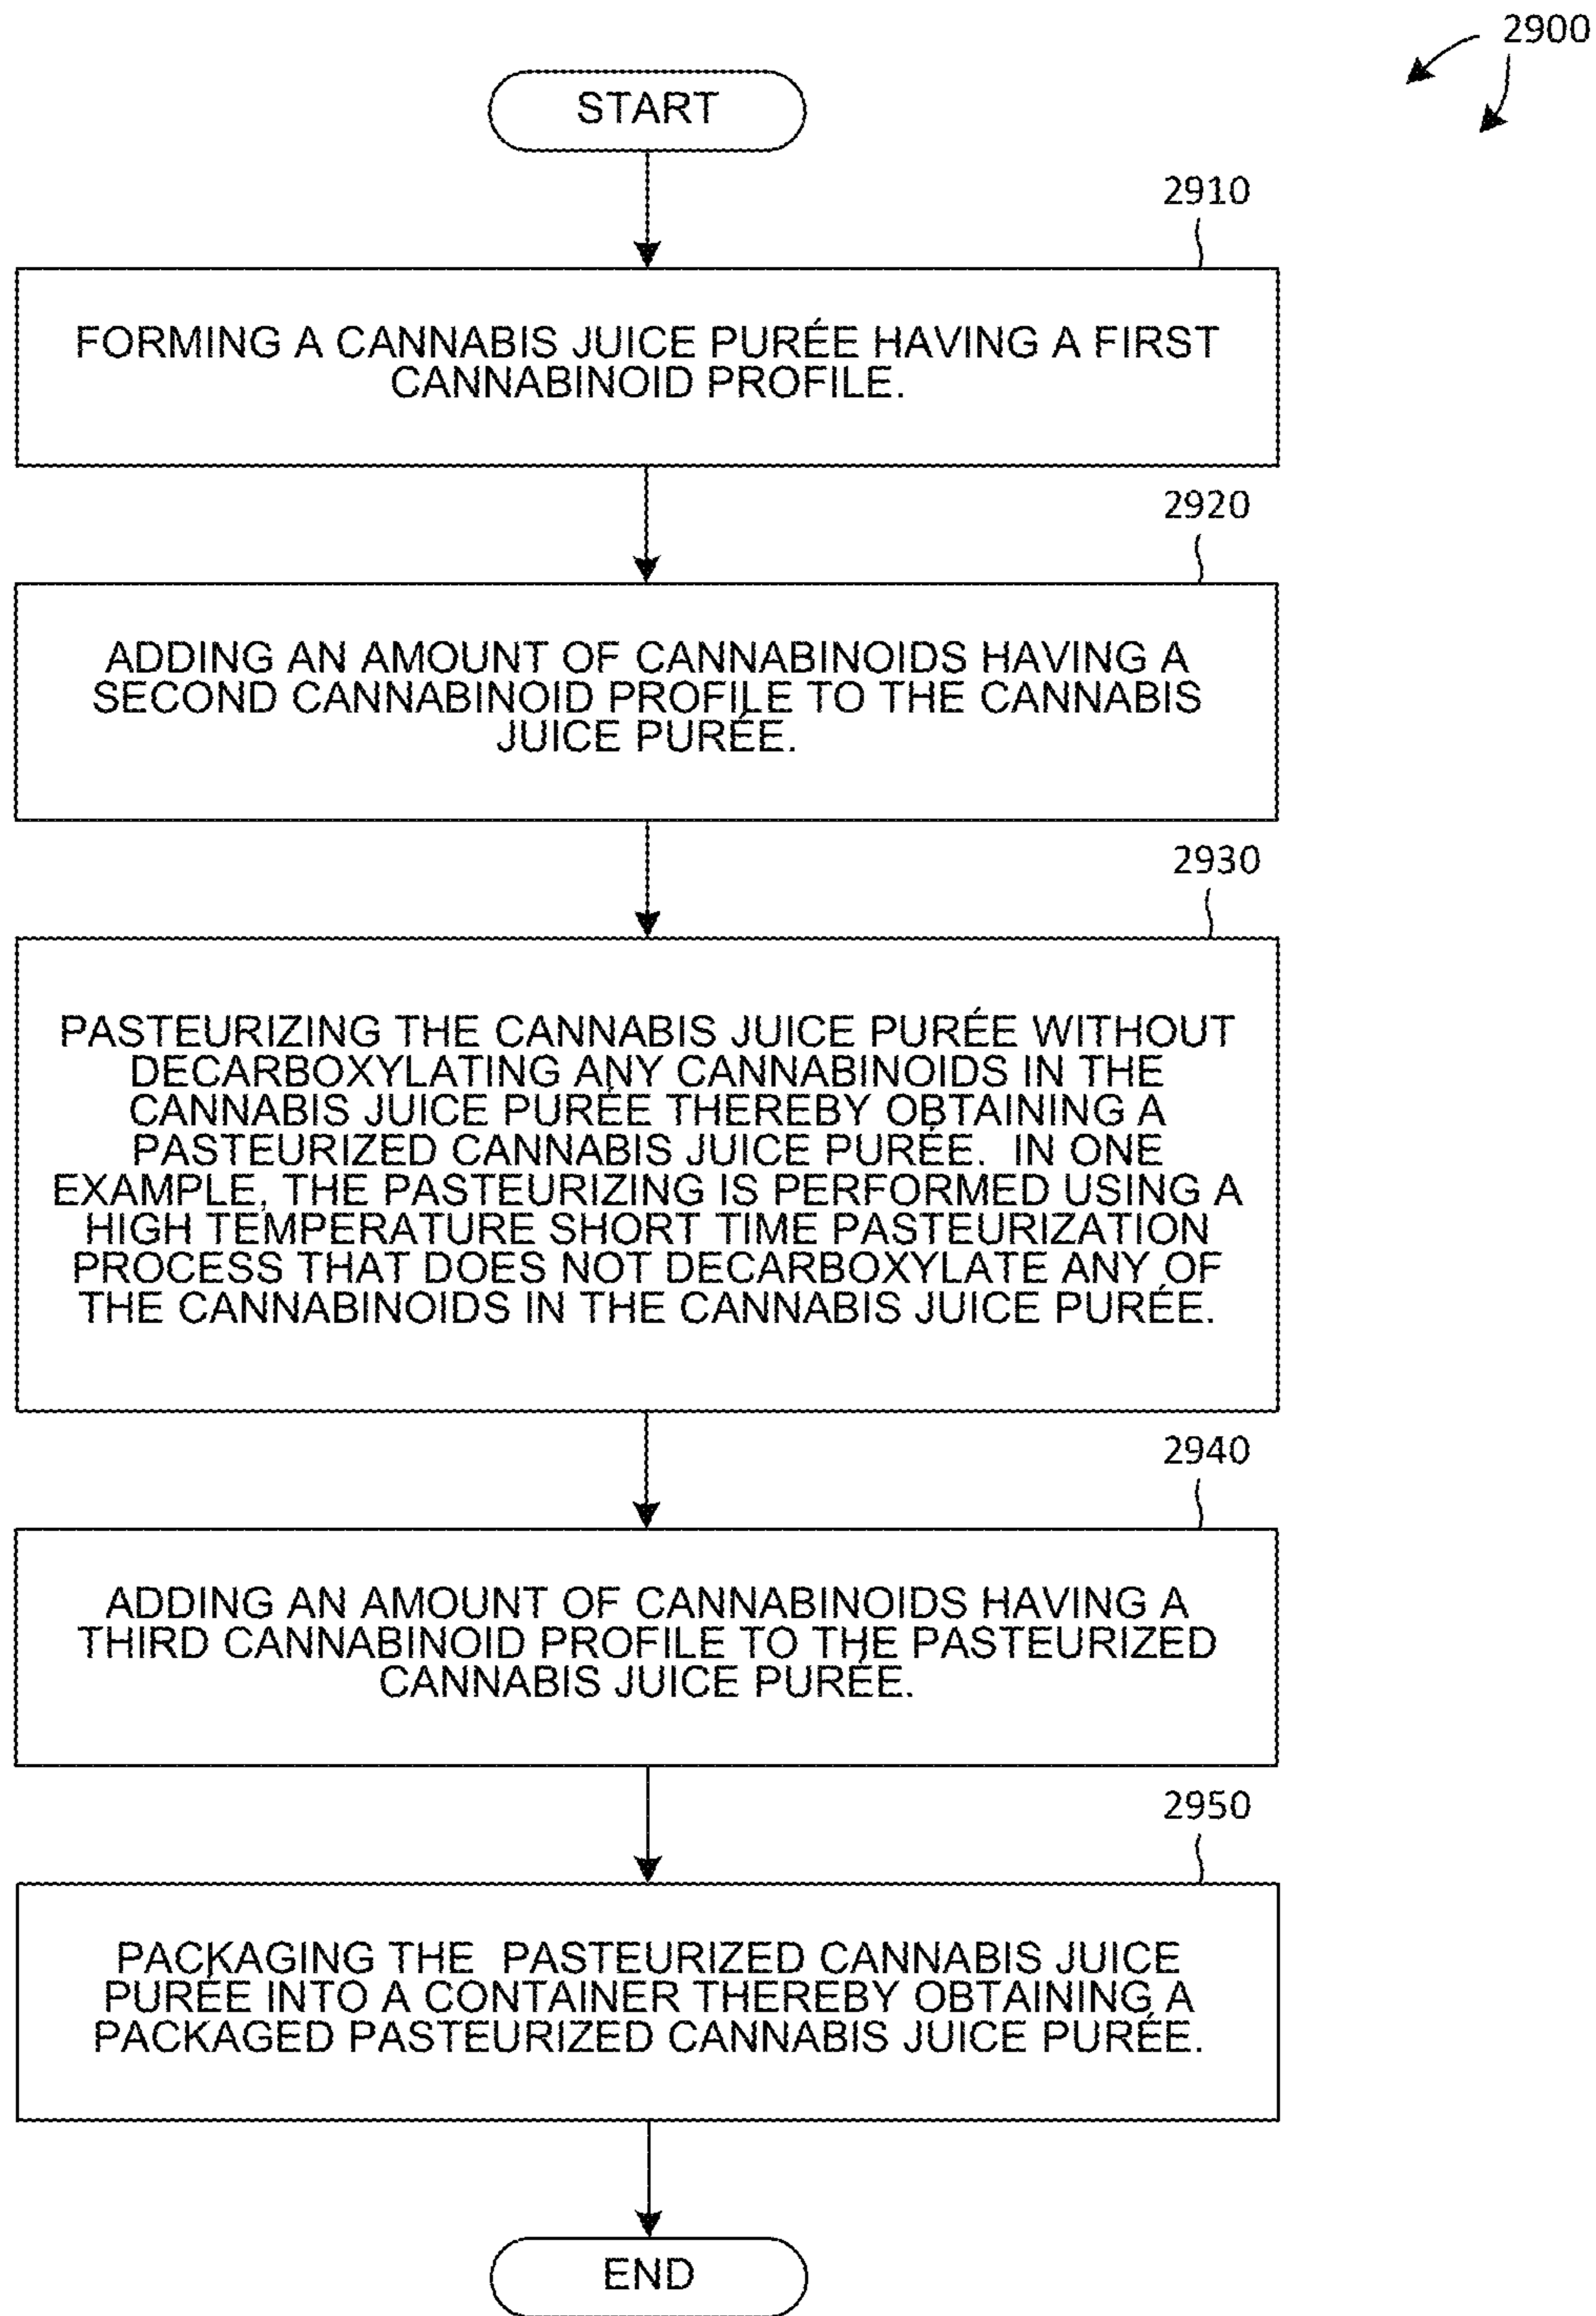 2900
START
2910
FORMING A CANNABIS JUICE PURÉE HAVING A FIRST
CANNABINOID PROFILE.
2920
ADDING AN AMOUNT OF CANNABINOIDS HAVING A
SECOND CANNABINOID PROFILE TO THE CANNABIS
JUICE PURÉE.
2930
PASTEURIZING THE CANNABIS JUICE PURÉE WITHOUT
DECARBOXYLATING ANY CANNABINOIDS IN THE
CANNABIS JUICE PURÉE THEREBY OBTAINING A
PASTEURIZED CANNABIS JUICE PURÉE. IN ONE
EXAMPLE, THE PASTEURIZING IS PERFORMED USING A
HIGH TEMPERATURE SHORT TIME PASTEURIZATION
PROCESS THAT DOES NOT DECARBOXYLATE ANY OF
THE CANNABINOIDS IN THE CANNABIS JUICE PURÉE.
2940
ADDING AN AMOUNT OF CANNABINOIDS HAVING A
THIRD CANNABINOID PROFILE TO THE PASTEURIZED
CANNABIS JUICE PURÉE.
2950
PACKAGING THE PASTEURIZED CANNABIS JUICE
PURÉE INTO A CONTAINER THEREBY OBTAINING A
PACKAGED PASTEURIZED CANNABIS JUICE PURÉE.
END